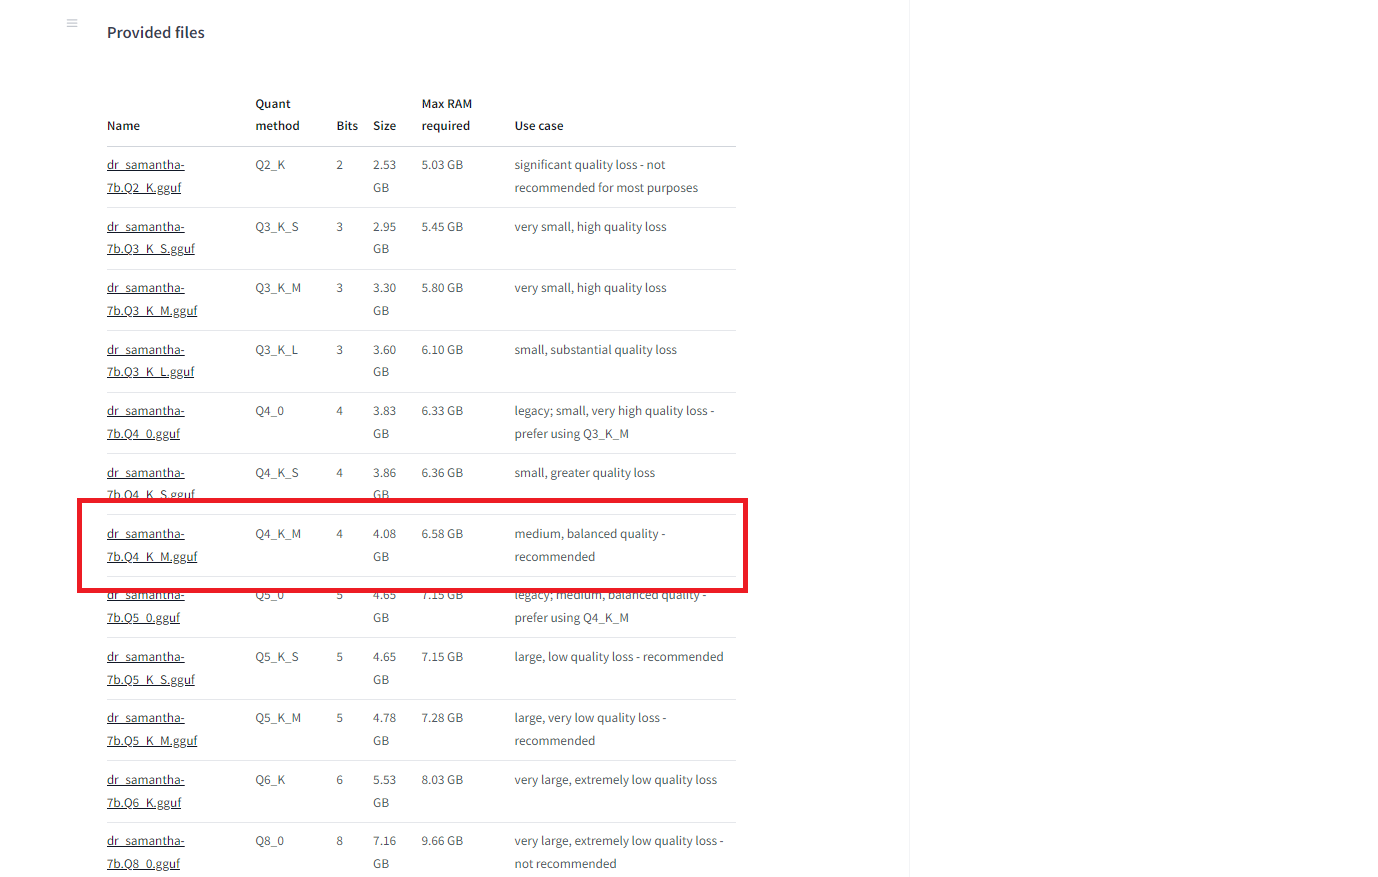 Provided files
Name Quant method Bits Size Max RAM required Use case
dr_samantha- Q2_K 2 2.53 5.03 GB significant quality loss - not
7b.Q2_K.gguf GB recommended for most purposes
dr_samantha- Q3_K_S 3 2.95 5.45 GB very small, high quality loss
7b.Q3_K_S.gguf GB
dr_samantha- Q3_K_M 3 3.30 5.80 GB very small, high quality loss
7b.Q3_K_M.gguf GB
dr_samantha- Q3_K_L 3 3.60 6.10 GB small, substantial quality loss
7b.Q3_K_L.gguf GB
dr_samantha- Q4_0 4 3.83 6.33 GB legacy; small, very high quality loss -
7b.Q4_0.gguf GB prefer using Q3_K_M
dr_samantha- Q4_K_S 4 3.86 6.36 GB small, greater quality loss
7b.Q4_K_S.gguf GB
dr_samantha- Q4_K_M 4 4.08 6.58 GB medium, balanced quality -
7b.Q4_K_M.gguf GB recommended
dr_samantha- Q5_0 5 4.65 7.15 GB legacy; medium, balanced quality -
7b.Q5_0.gguf GB prefer using Q4_K_M
dr_samantha- Q5_K_S 5 4.65 7.15 GB large, low quality loss - recommended
7b.Q5_K_S.gguf GB
dr_samantha- Q5_K_M 5 4.78 7.28 GB large, very low quality loss -
7b.Q5_K_M.gguf GB recommended
dr_samantha- Q6_K 6 5.53 8.03 GB very large, extremely low quality loss
7b.Q6_K.gguf GB
dr_samantha- Q8_0 8 7.16 9.66 GB very large, extremely low quality loss -
7b.Q8_0.gguf GB not recommended